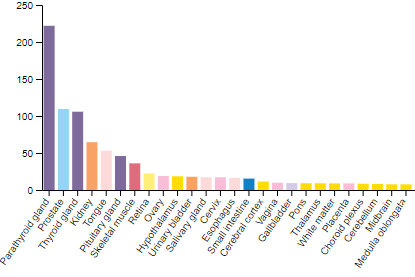 250
200
150
100
50
0
Parathyroid gland
Prostate
Thyroid gland
Kidney
Tongue
Pituitary gland
Skeletal muscle
Retina
Ovary
Hypothalamus
Urinary bladder
Salivary gland
Cervix
Esophagus
Small intestine
Cerebral cortex
Vagina
Gallbladder
Pons
Thalamus
White matter
Placenta
Choroid plexus
Cerebellum
Midbrain
Medulla oblongata